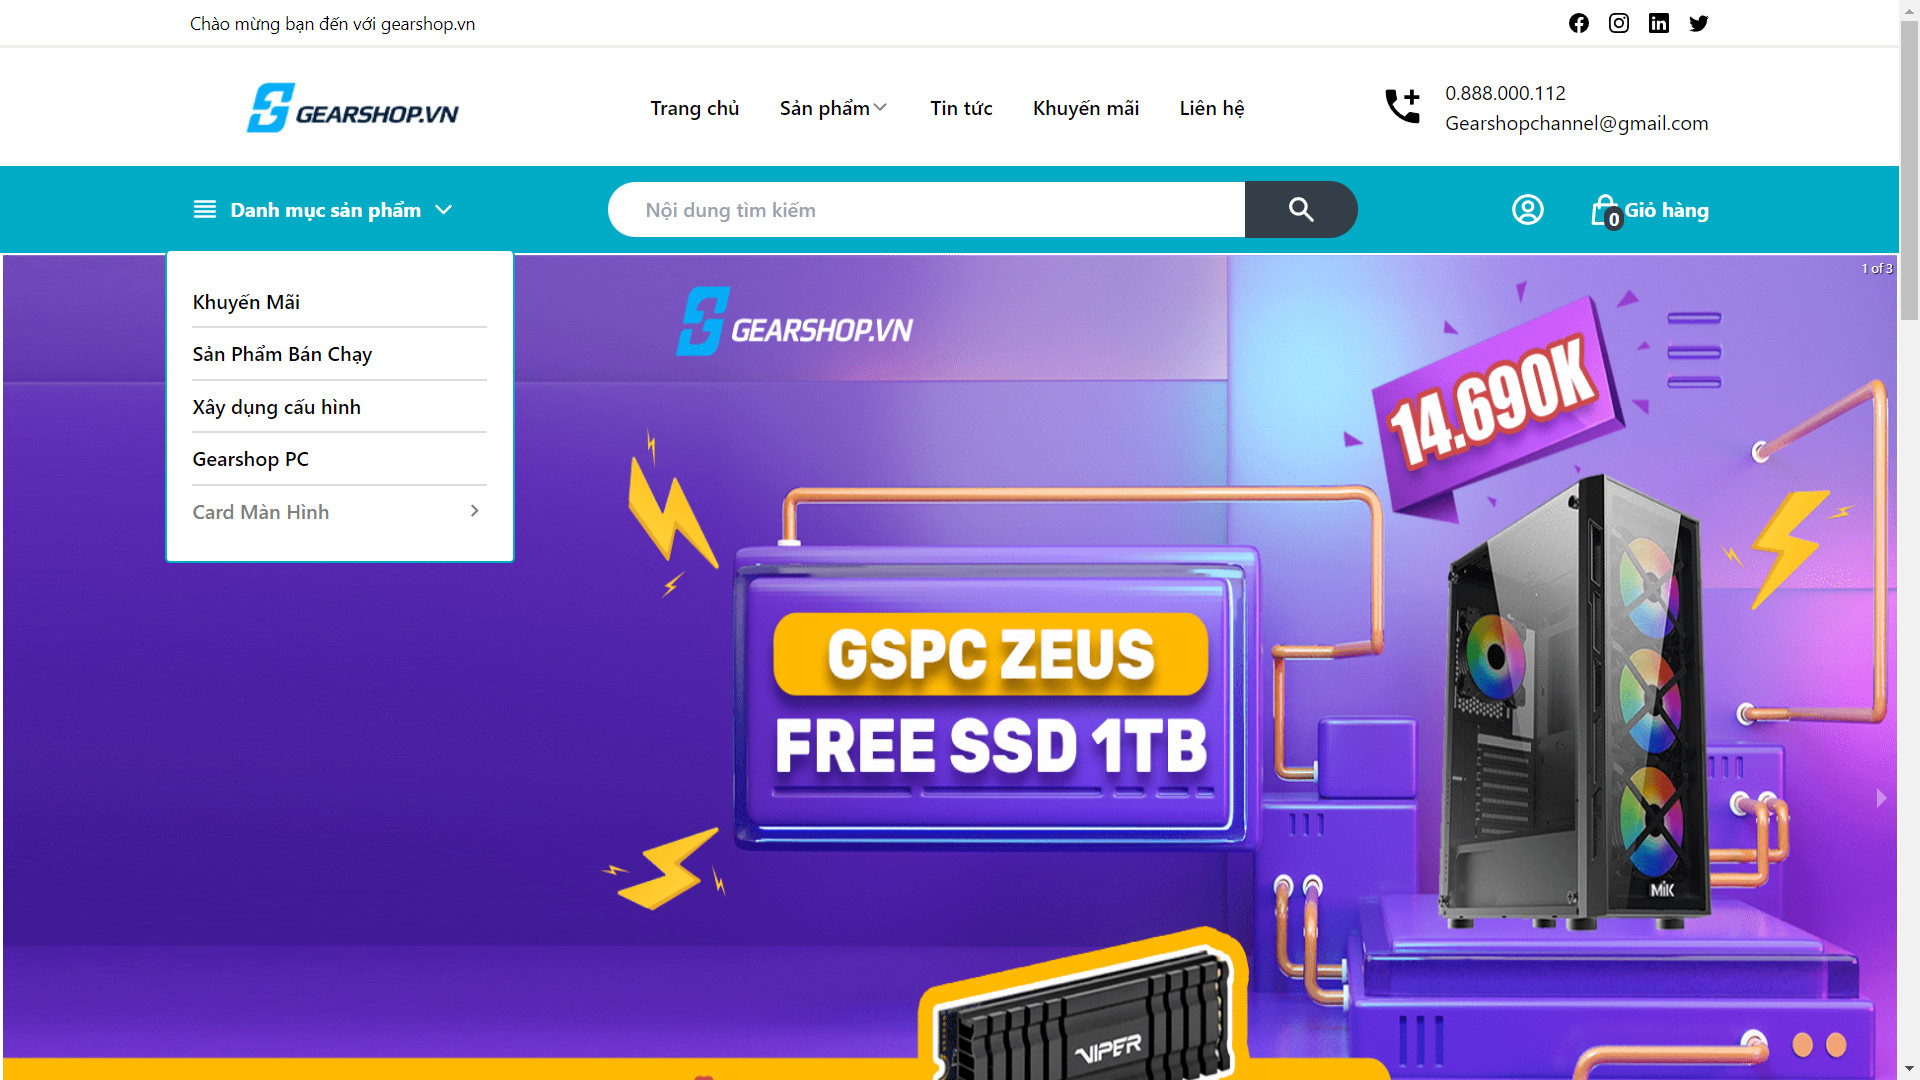 Chào mừng bạn đến với gearshop.vn
GEARSHOP.VN
Trang chủ
Sản phẩm
Tin tức
Khuyến mãi
Liên hệ
0.888.000.112
Gearshopchannel@gmail.com
Danh mục sản phẩm
Nội dung tìm kiếm
0
Giỏ hàng
Khuyến Mãi
Sản Phẩm Bán Chạy
Xây dụng cấu hình
Gearshop PC
Card Màn Hình
1 of 3
GEARSHOP.VN
14.690K
GSPC ZEUS
FREE SSD 1TB
MIK
VIPER